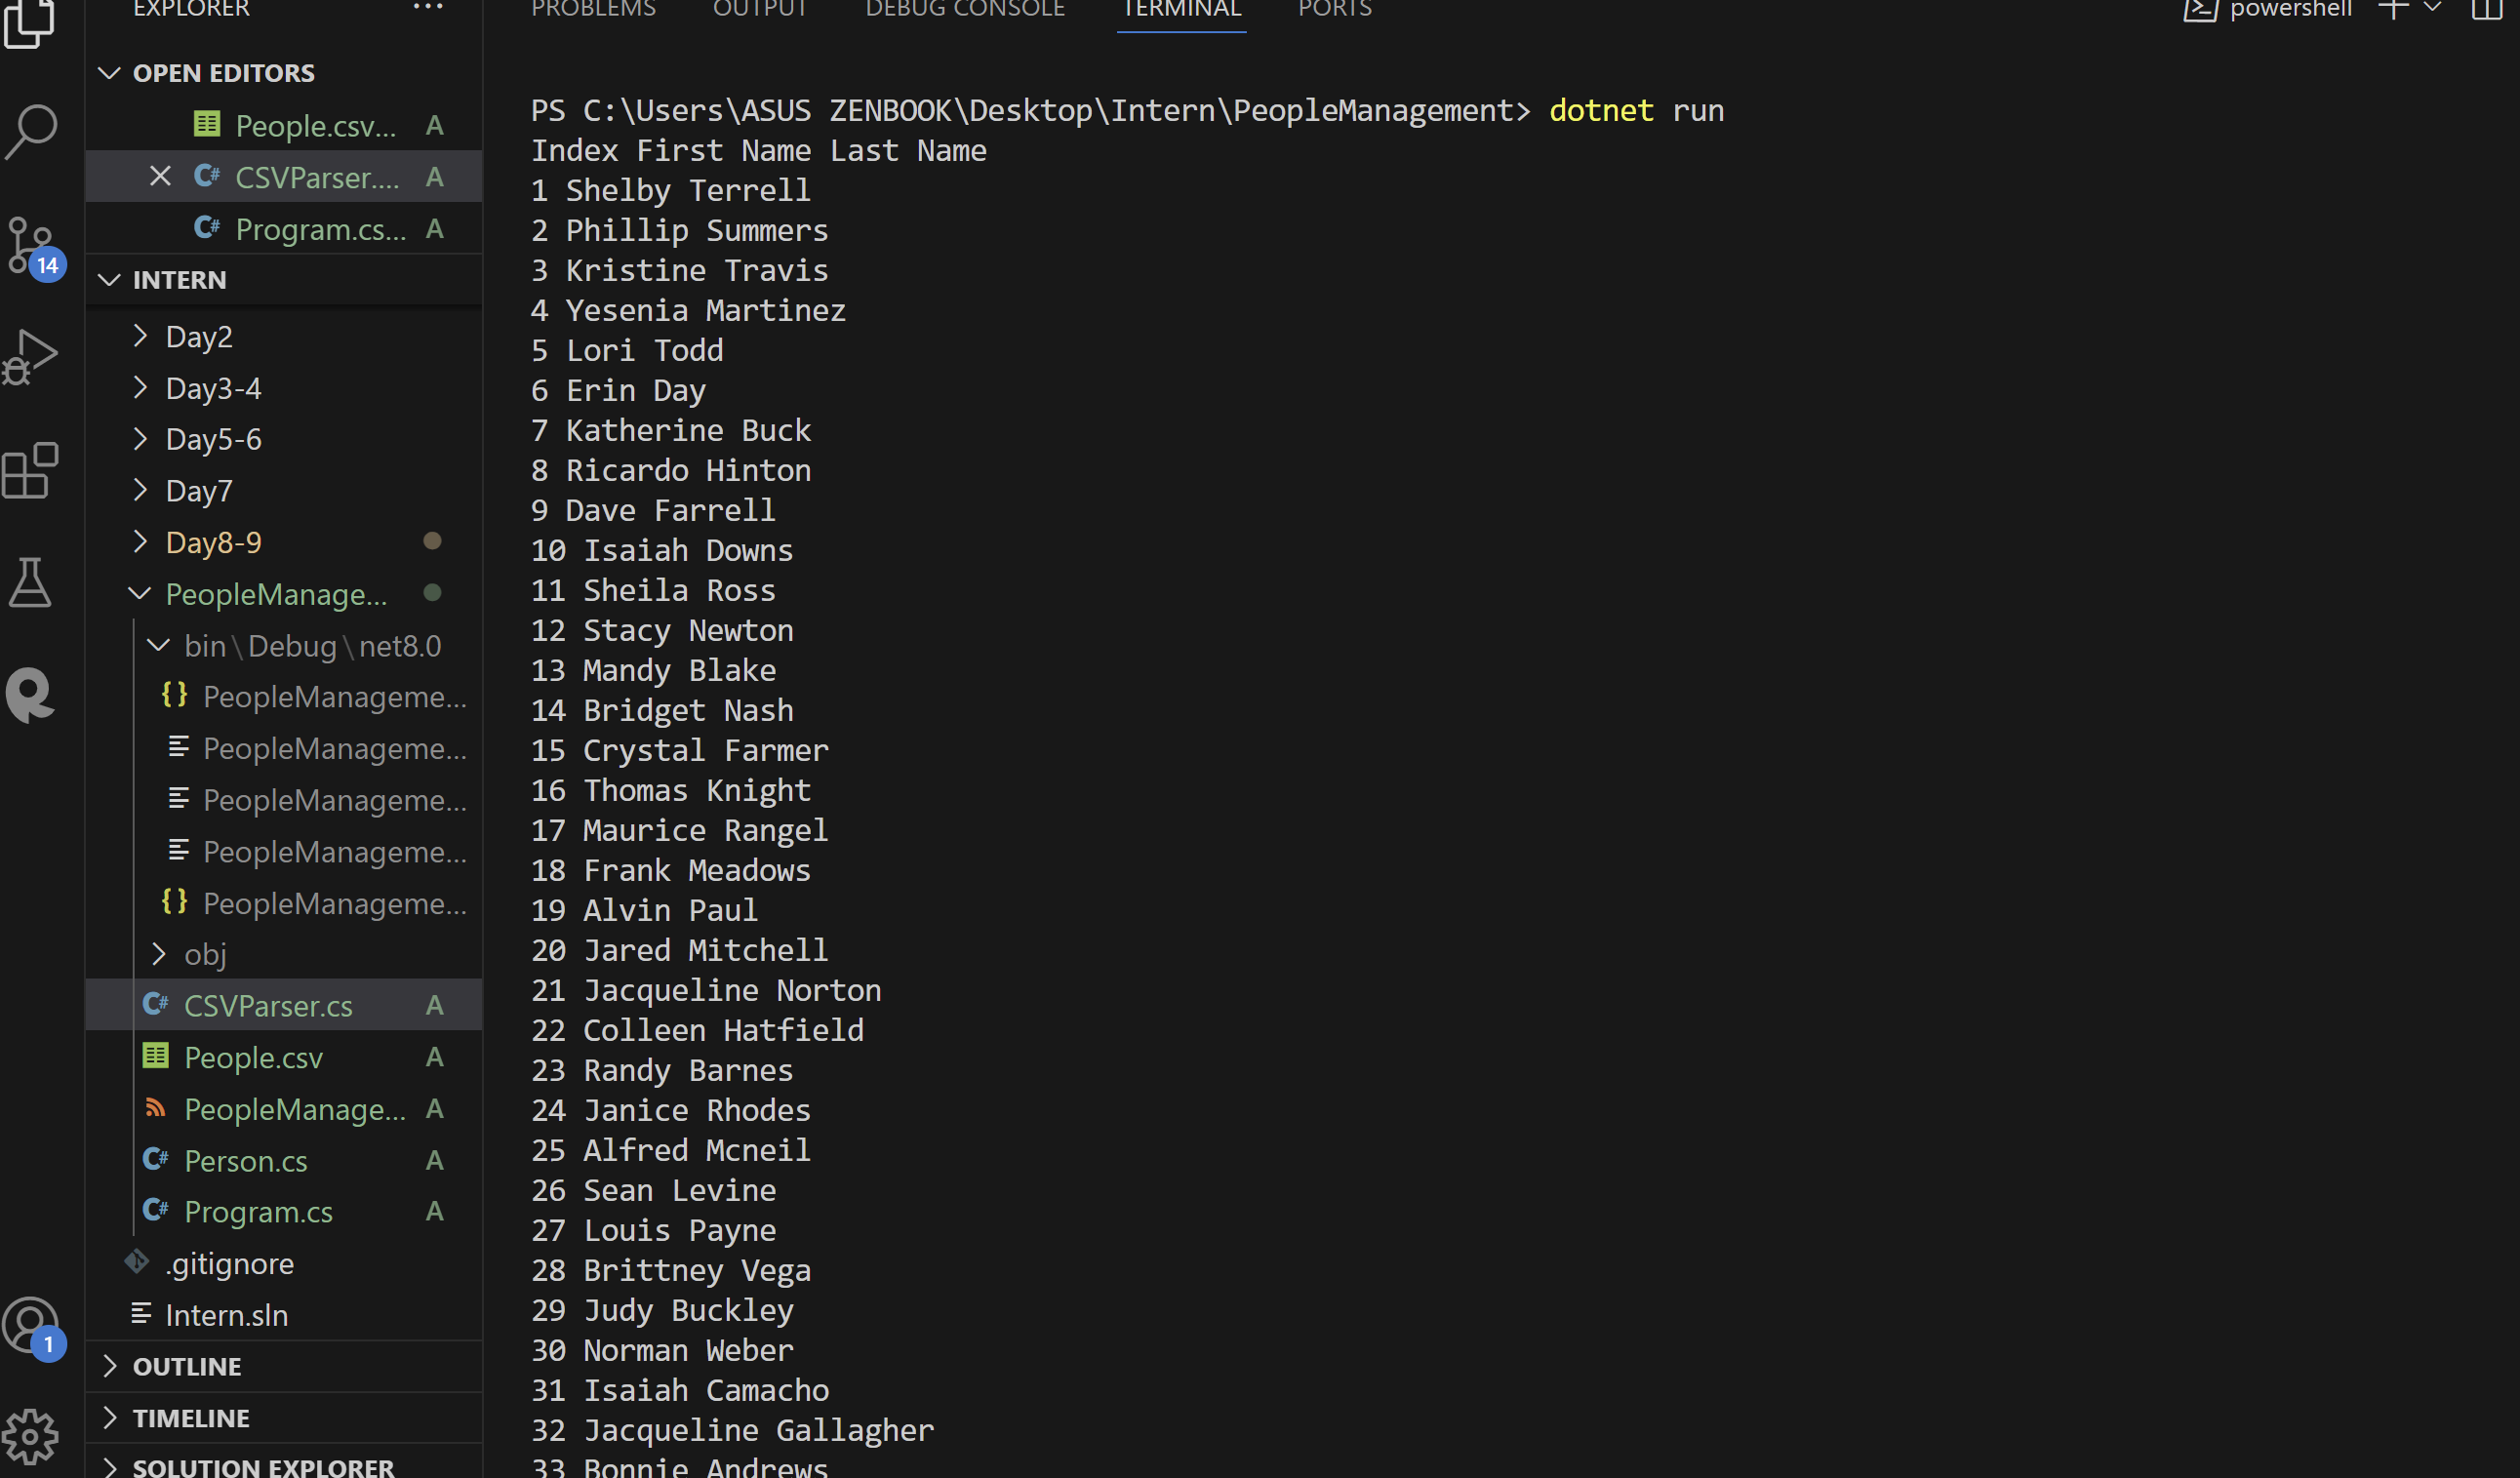 EXPLORER
PROBLEMS OUTPUT DEBUG CONSOLE TERMINAL PORTS
powershell
OPEN EDITORS
People.csv... A
CSVParser.... A
Program.cs... A
14
INTERN
Day2
Day3-4
Day5-6
Day7
Day8-9
PeopleManage...
bin\Debug\net8.0
PeopleManageme...
PeopleManageme...
PeopleManageme...
PeopleManageme...
PeopleManageme...
obj
CSVParser.cs A
People.csv A
PeopleManage... A
Person.cs A
Program.cs A
.gitignore
Intern.sln
1
OUTLINE
TIMELINE
SOLUTION EXPLORER
PS C:\Users\ASUS ZENBOOK\Desktop\Intern\PeopleManagement> dotnet run
Index First Name Last Name
1 Shelby Terrell
2 Phillip Summers
3 Kristine Travis
4 Yesenia Martinez
5 Lori Todd
6 Erin Day
7 Katherine Buck
8 Ricardo Hinton
9 Dave Farrell
10 Isaiah Downs
11 Sheila Ross
12 Stacy Newton
13 Mandy Blake
14 Bridget Nash
15 Crystal Farmer
16 Thomas Knight
17 Maurice Rangel
18 Frank Meadows
19 Alvin Paul
20 Jared Mitchell
21 Jacqueline Norton
22 Colleen Hatfield
23 Randy Barnes
24 Janice Rhodes
25 Alfred Mcneil
26 Sean Levine
27 Louis Payne
28 Brittney Vega
29 Judy Buckley
30 Norman Weber
31 Isaiah Camacho
32 Jacqueline Gallagher
33 Bonnie Andrews